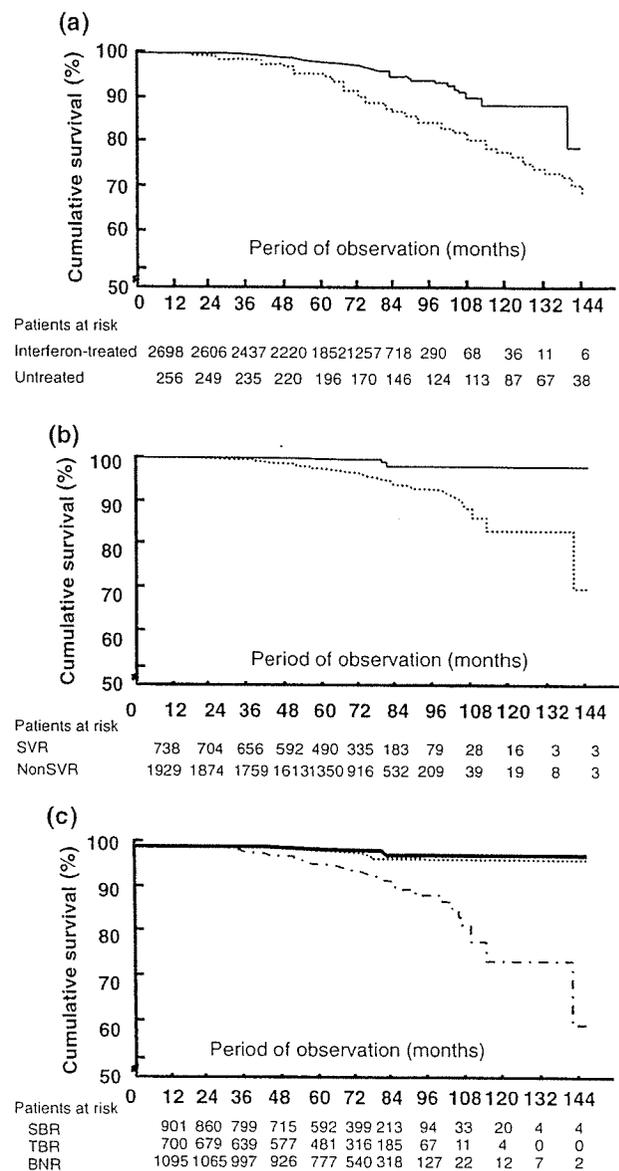 (a)
Cumulative survival (%)
100
90
80
70
60
50
Period of observation (months)
0 12 24 36 48 60 72 84 96 108 120 132 144
Patients at risk
Interferon-treated 2698 2606 2437 2220 1852 1257 718 290 68 36 11 6
Untreated 256 249 235 220 196 170 146 124 113 87 67 38
(b)
Cumulative survival (%)
100
90
80
70
60
50
Period of observation (months)
0 12 24 36 48 60 72 84 96 108 120 132 144
Patients at risk
SVR 738 704 656 592 490 335 183 79 28 16 3 3
NonSVR 1929 1874 1759 1613 1350 916 532 209 39 19 8 3
(c)
Cumulative survival (%)
100
90
80
70
60
50
Period of observation (months)
0 12 24 36 48 60 72 84 96 108 120 132 144
Patients at risk
SBR 901 860 799 715 592 399 213 94 33 20 4 4
TBR 700 679 639 577 481 316 185 67 11 4 0 0
BNR 1095 1065 997 926 777 540 318 127 22 12 7 2